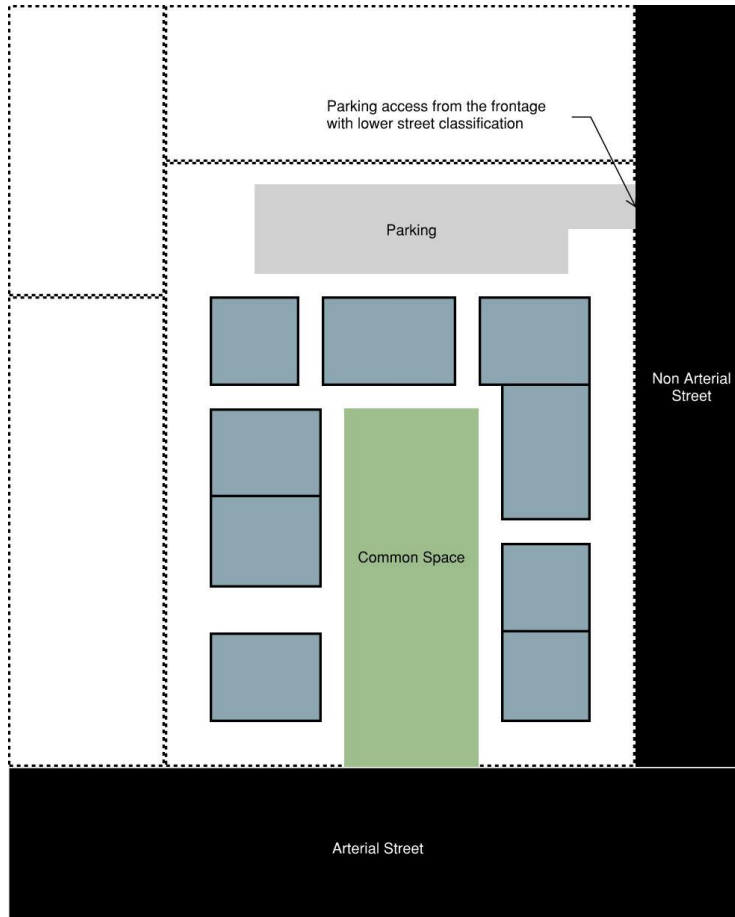 Parking access from the frontage
with lower street classification
Parking
Non Arterial
Street
Common Space
Arterial Street